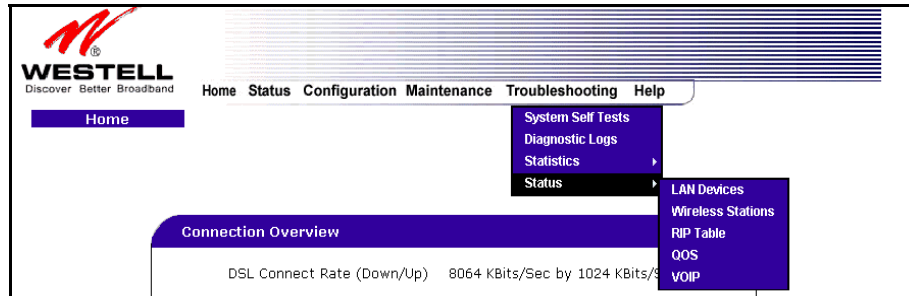 ®
WESTELL
Discover Better Broadband
Home Status Configuration Maintenance Troubleshooting Help
Home
System Self Tests
Diagnostic Logs
Statistics
Status
LAN Devices
Wireless Stations
RIP Table
QOS
VOIP
Connection Overview
DSL Connect Rate (Down/Up) 8064 KBits/Sec by 1024 KBits/